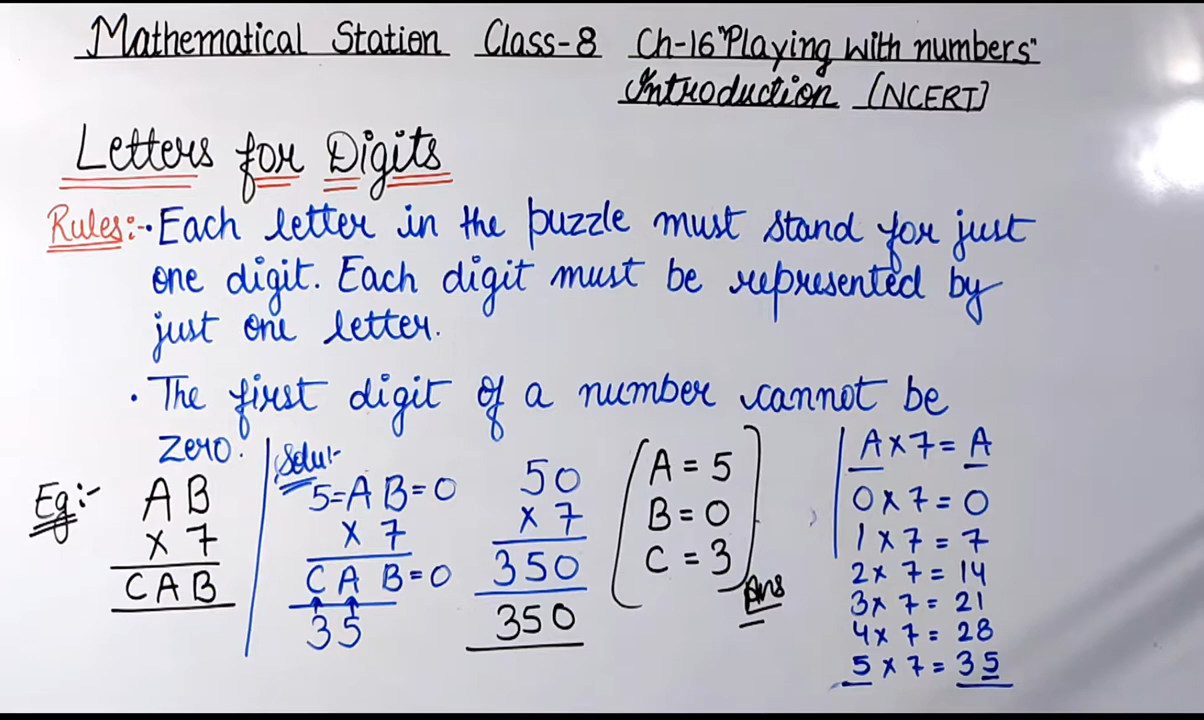 Mathematical Station Class-8 Ch-16 "Playing with numbers"
Introduction [NCERT]
Letters for Digits
Rules:- • Each letter in the puzzle must stand for just
one digit. Each digit must be represented by
just one letter.
• The first digit of a number cannot be
zero.
Eg:-
A B
x 7
C A B
Solu:-
5=A B=0
x 7
C A B=0
3 5
50
x 7
350
350
A = 5
B = 0
C = 3
Ans
A x 7 = A
0 x 7 = 0
1 x 7 = 7
2 x 7 = 14
3 x 7 = 21
4 x 7 = 28
5 x 7 = 35